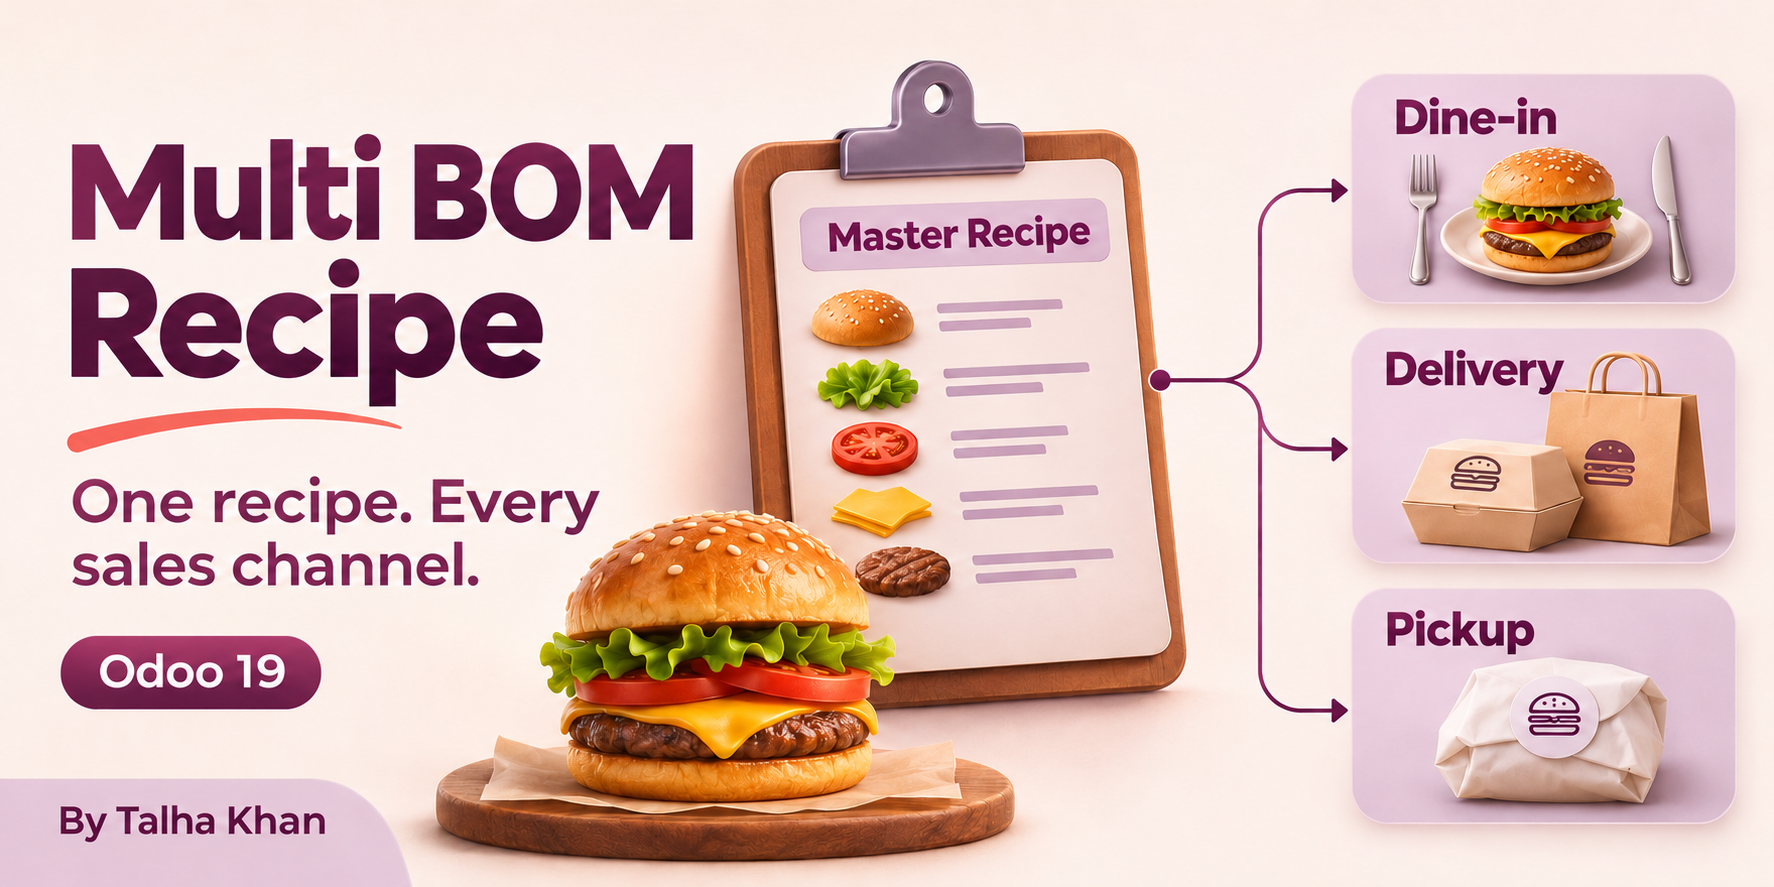 Multi BOM
Recipe
One recipe. Every
sales channel.
Odoo 19
By Talha Khan
Master Recipe
Dine-in
Delivery
Pickup